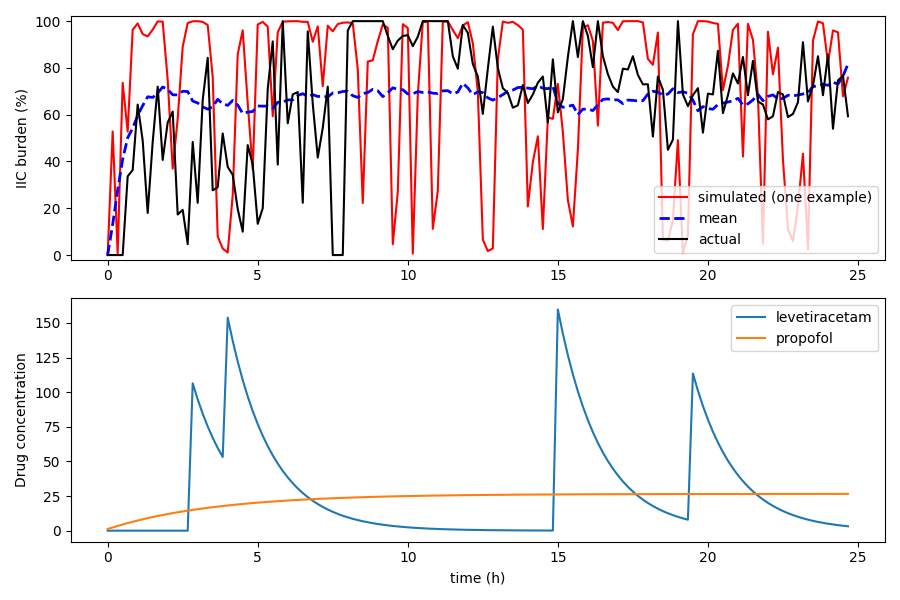 100
80
60
40
20
0
IIC burden (%)
simulated (one example)
mean
actual
0 5 10 15 20 25
150
125
100
75
50
25
0
Drug concentration
levetiracetam
propofol
0 5 10 15 20 25
time (h)